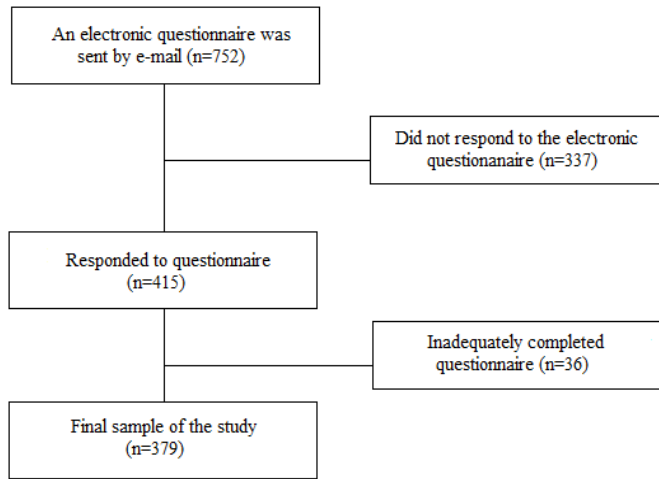 An electronic questionnaire was
sent by e-mail (n=752)
Did not respond to the electronic
questionanaire (n=337)
Responded to questionnaire
(n=415)
Inadequately completed
questionnaire (n=36)
Final sample of the study
(n=379)